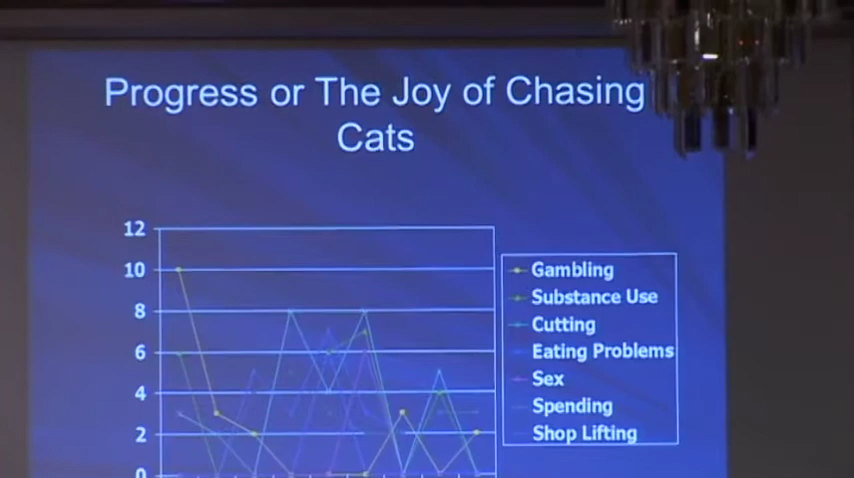 Progress or The Joy of Chasing
Cats
12
10
8
6
4
2
0
Gambling
Substance Use
Cutting
Eating Problems
Sex
Spending
Shop Lifting